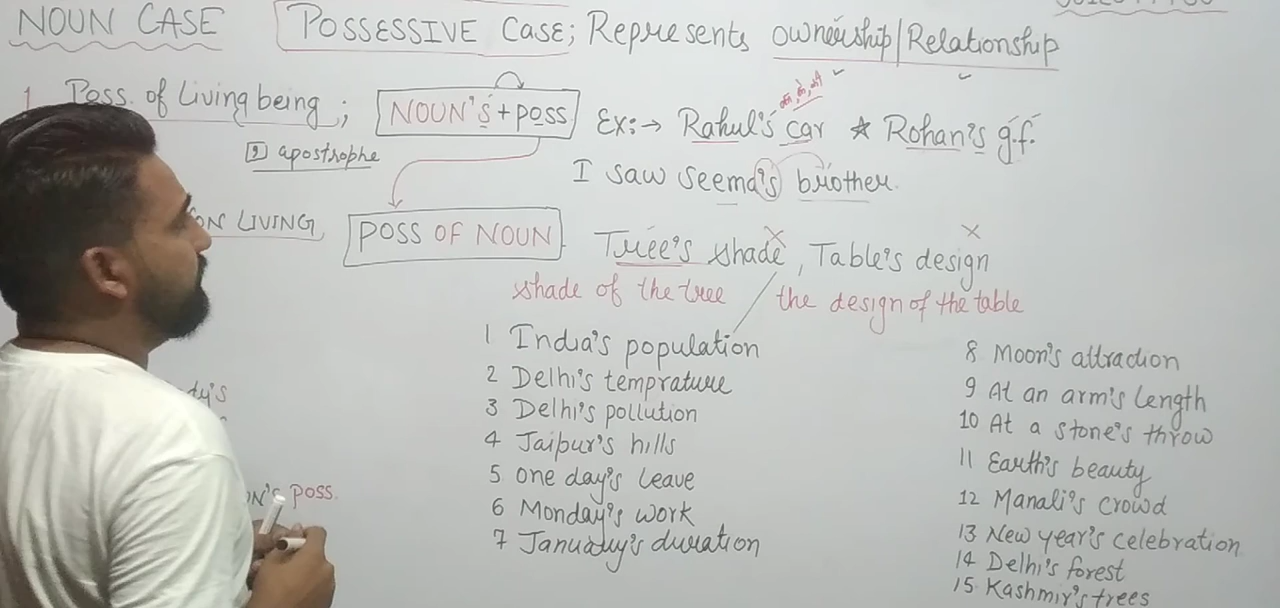 NOUN CASE
POSSESSIVE CASE; Represents ownership/Relationship
1 Poss. of Living being ; NOUN'S + POSS Ex:→ Rahul's car ★ Rohan's g.f.
का, के, की
['] apostrophe
I saw Seema's brother.
ON LIVING, POSS OF NOUN Tree's shade, Table's design
shade of the tree / the design of the table
1 India's population
2 Delhi's temprature
3 Delhi's pollution
4 Jaipur's hills
5 one day's leave
6 Monday's work
7 January's duration
8 Moon's attraction
9 At an arm's length
10 At a stone's throw
11 Earth's beauty
12 Manali's crowd
13 New year's celebration
14 Delhi's forest
15. Kashmir's trees
dy's
N's POSS.